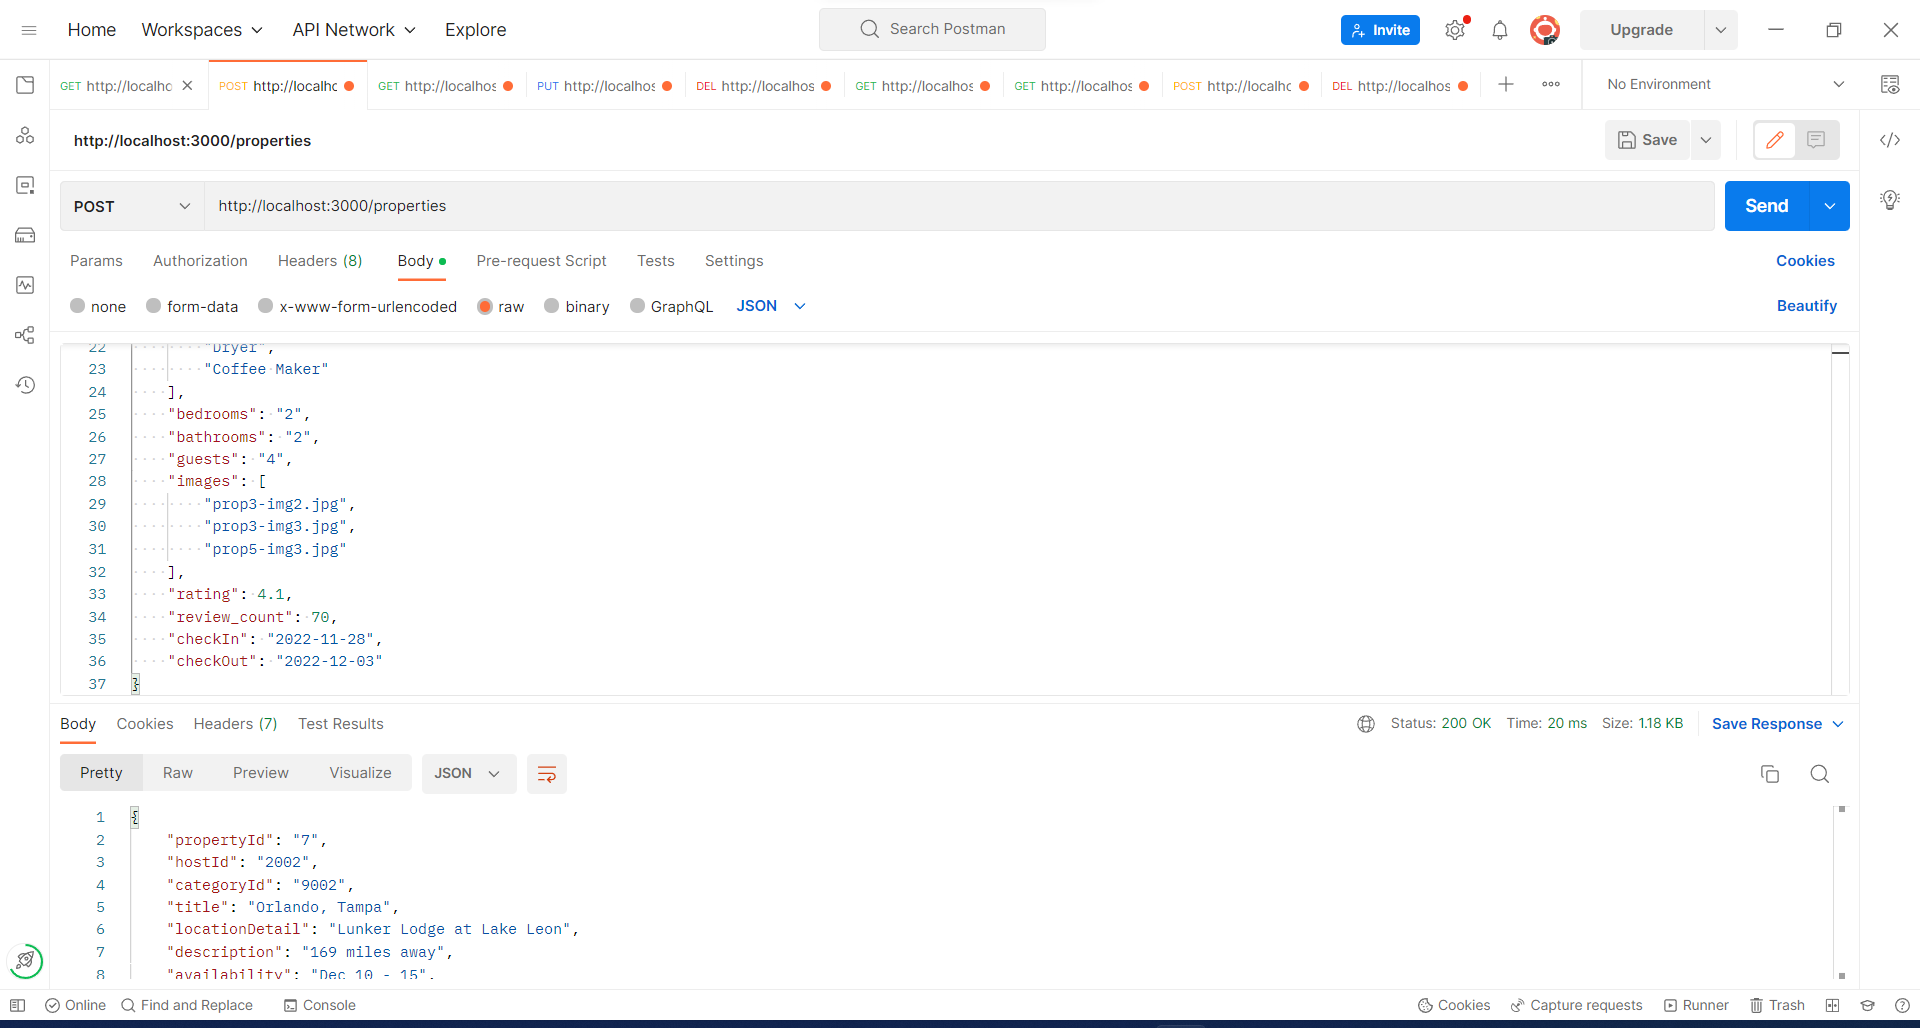 Home Workspaces API Network Explore Search Postman Invite Upgrade
GET http://localho POST http://localhc GET http://localhos PUT http://localhos DEL http://localhos GET http://localhos GET http://localhos POST http://localhc DEL http://localhos No Environment
http://localhost:3000/properties Save
POST http://localhost:3000/properties Send
Params Authorization Headers (8) Body Pre-request Script Tests Settings Cookies
none form-data x-www-form-urlencoded raw binary GraphQL JSON Beautify
22 "Dryer",
23 "Coffee Maker"
24 ],
25 "bedrooms": "2",
26 "bathrooms": "2",
27 "guests": "4",
28 "images": [
29 "prop3-img2.jpg",
30 "prop3-img3.jpg",
31 "prop5-img3.jpg"
32 ],
33 "rating": 4.1,
34 "review_count": 70,
35 "checkIn": "2022-11-28",
36 "checkOut": "2022-12-03"
37 }
Body Cookies Headers (7) Test Results Status: 200 OK Time: 20 ms Size: 1.18 KB Save Response
Pretty Raw Preview Visualize JSON
1 {
2 "propertyId": "7",
3 "hostId": "2002",
4 "categoryId": "9002",
5 "title": "Orlando, Tampa",
6 "locationDetail": "Lunker Lodge at Lake Leon",
7 "description": "169 miles away",
8 "availability": "Dec 10 - 15",
Online Find and Replace Console Cookies Capture requests Runner Trash